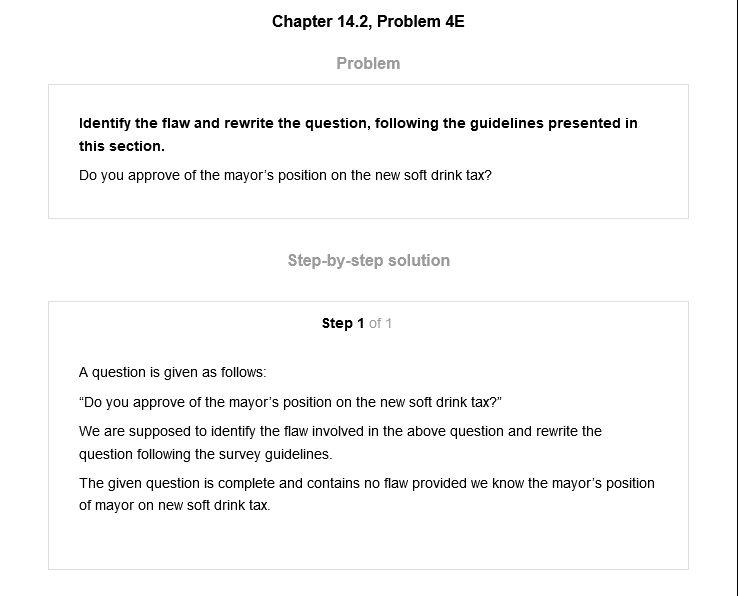 Chapter 14.2, Problem 4E
Problem
Identify the flaw and rewrite the question, following the guidelines presented in
this section.
Do you approve of the mayor's position on the new soft drink tax?
Step-by-step solution
Step 1 of 1
A question is given as follows:
“Do you approve of the mayor's position on the new soft drink tax?”
We are supposed to identify the flaw involved in the above question and rewrite the
question following the survey guidelines.
The given question is complete and contains no flaw provided we know the mayor's position
of mayor on new soft drink tax.